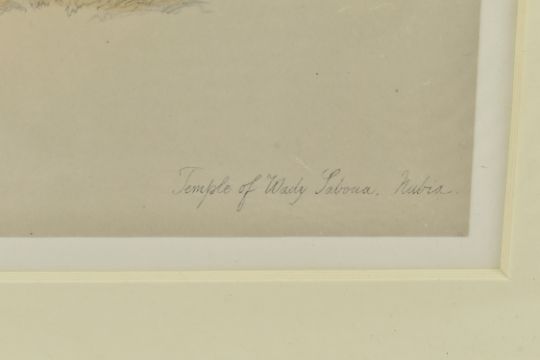 Temple of Wady Saboua. Nubia.